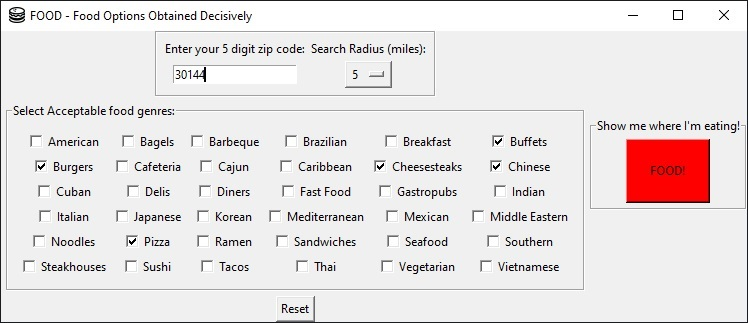 FOOD - Food Options Obtained Decisively
Enter your 5 digit zip code: Search Radius (miles):
30144 5
Select Acceptable food genres:
American Bagels Barbeque Brazilian Breakfast Buffets
Burgers Cafeteria Cajun Caribbean Cheesesteaks Chinese
Cuban Delis Diners Fast Food Gastropubs Indian
Italian Japanese Korean Mediterranean Mexican Middle Eastern
Noodles Pizza Ramen Sandwiches Seafood Southern
Steakhouses Sushi Tacos Thai Vegetarian Vietnamese
Show me where I'm eating!
FOOD!
Reset